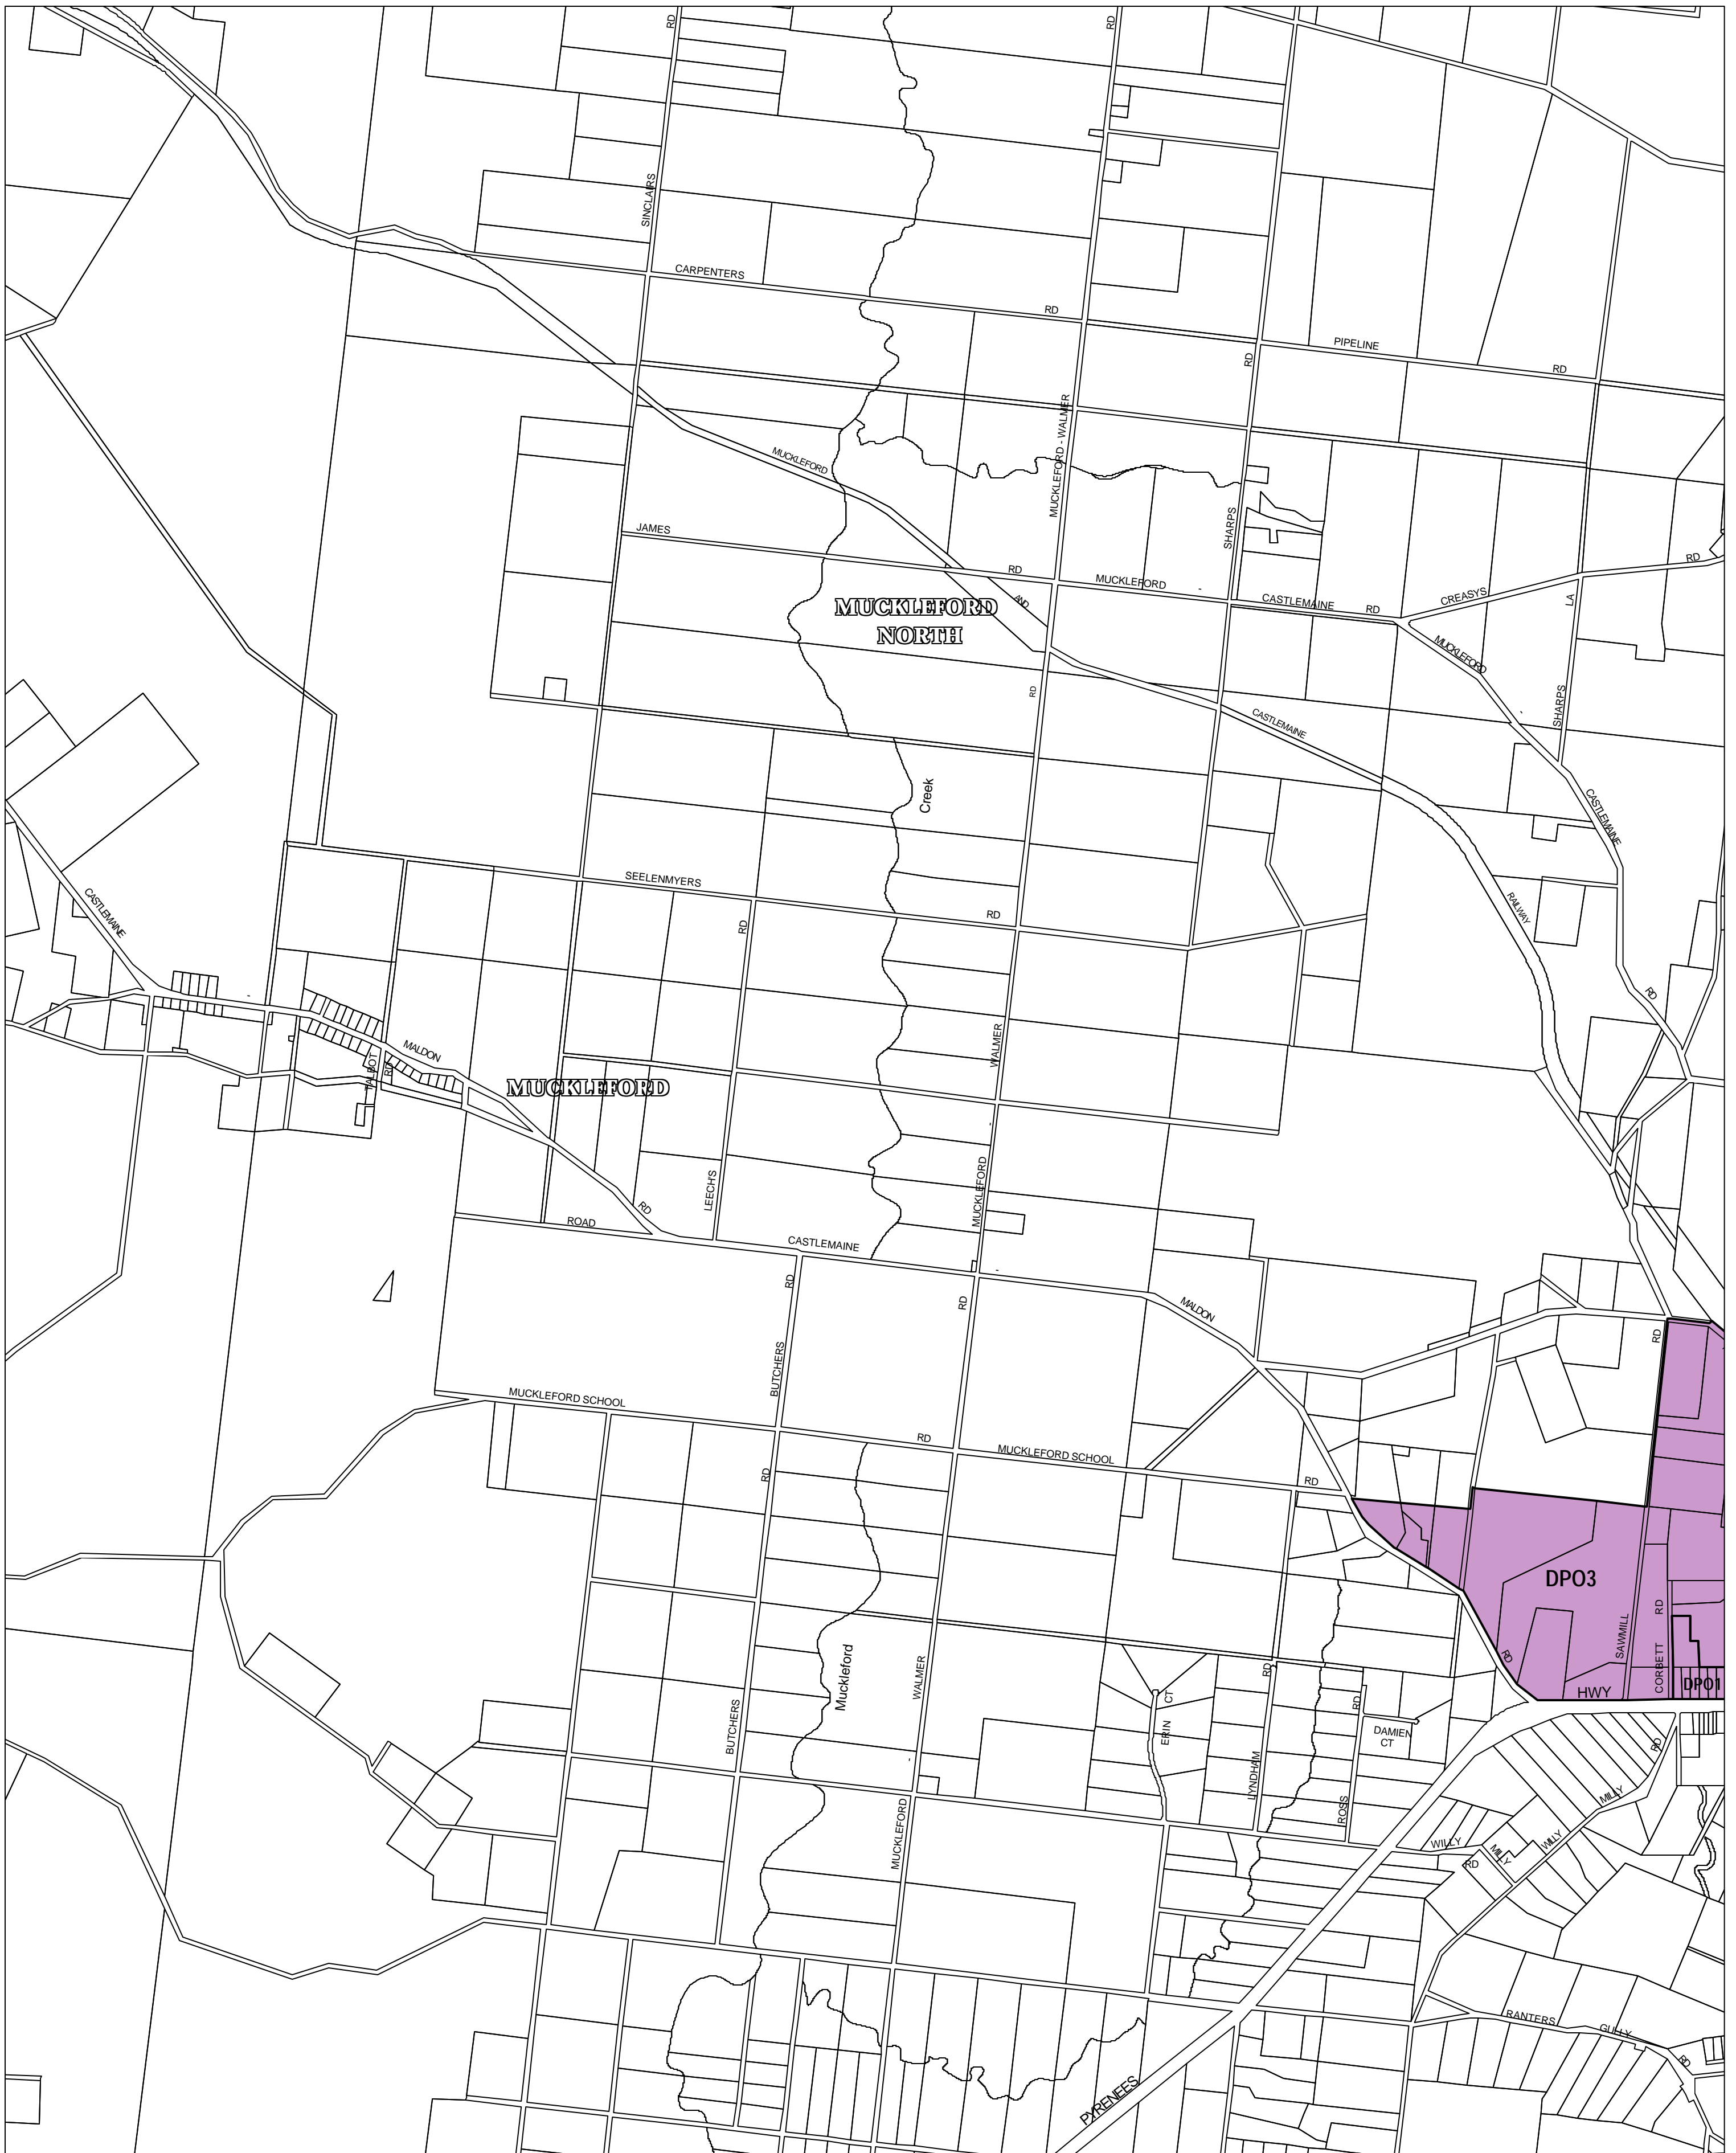 RD
RD
SINCLAIRS
CARPENTERS
RD
PIPELINE
RD
RD
MUCKLEFORD - WALMER
MUCKLEFORD
SHARPS
JAMES
RD
MUCKLEFORD
-
CASTLEMAINE
RD
CREASYS
RD
LA
AND
MUCKLEFORD
NORTH
MUCKLEFORD
-
SHARPS
RD
CASTLEMAINE
Creek
CASTLEMAINE
SEELENMYERS
RD
RD
RAILWAY
CASTLEMAINE
-
RD
MALDON
TALBOT
RD
WALMER
MUCKLEFORD
-
MUCKLEFORD
LEECH'S
RD
ROAD
CASTLEMAINE
-
RD
RD
MALDON
RD
BUTCHERS
MUCKLEFORD SCHOOL
RD
MUCKLEFORD SCHOOL
RD
RD
DPO3
SAWMILL
RD
CORBETT
RD
DPO1
HWY
Muckleford
WALMER
-
MUCKLEFORD
BUTCHERS
ERIN
CT
RD
LYNDHAM
RD
ROSS
DAMIEN
CT
RD
MILLY
WILLY
WILLY
MILLY
RD
RANTERS
GULLY
RD
PYRENEES